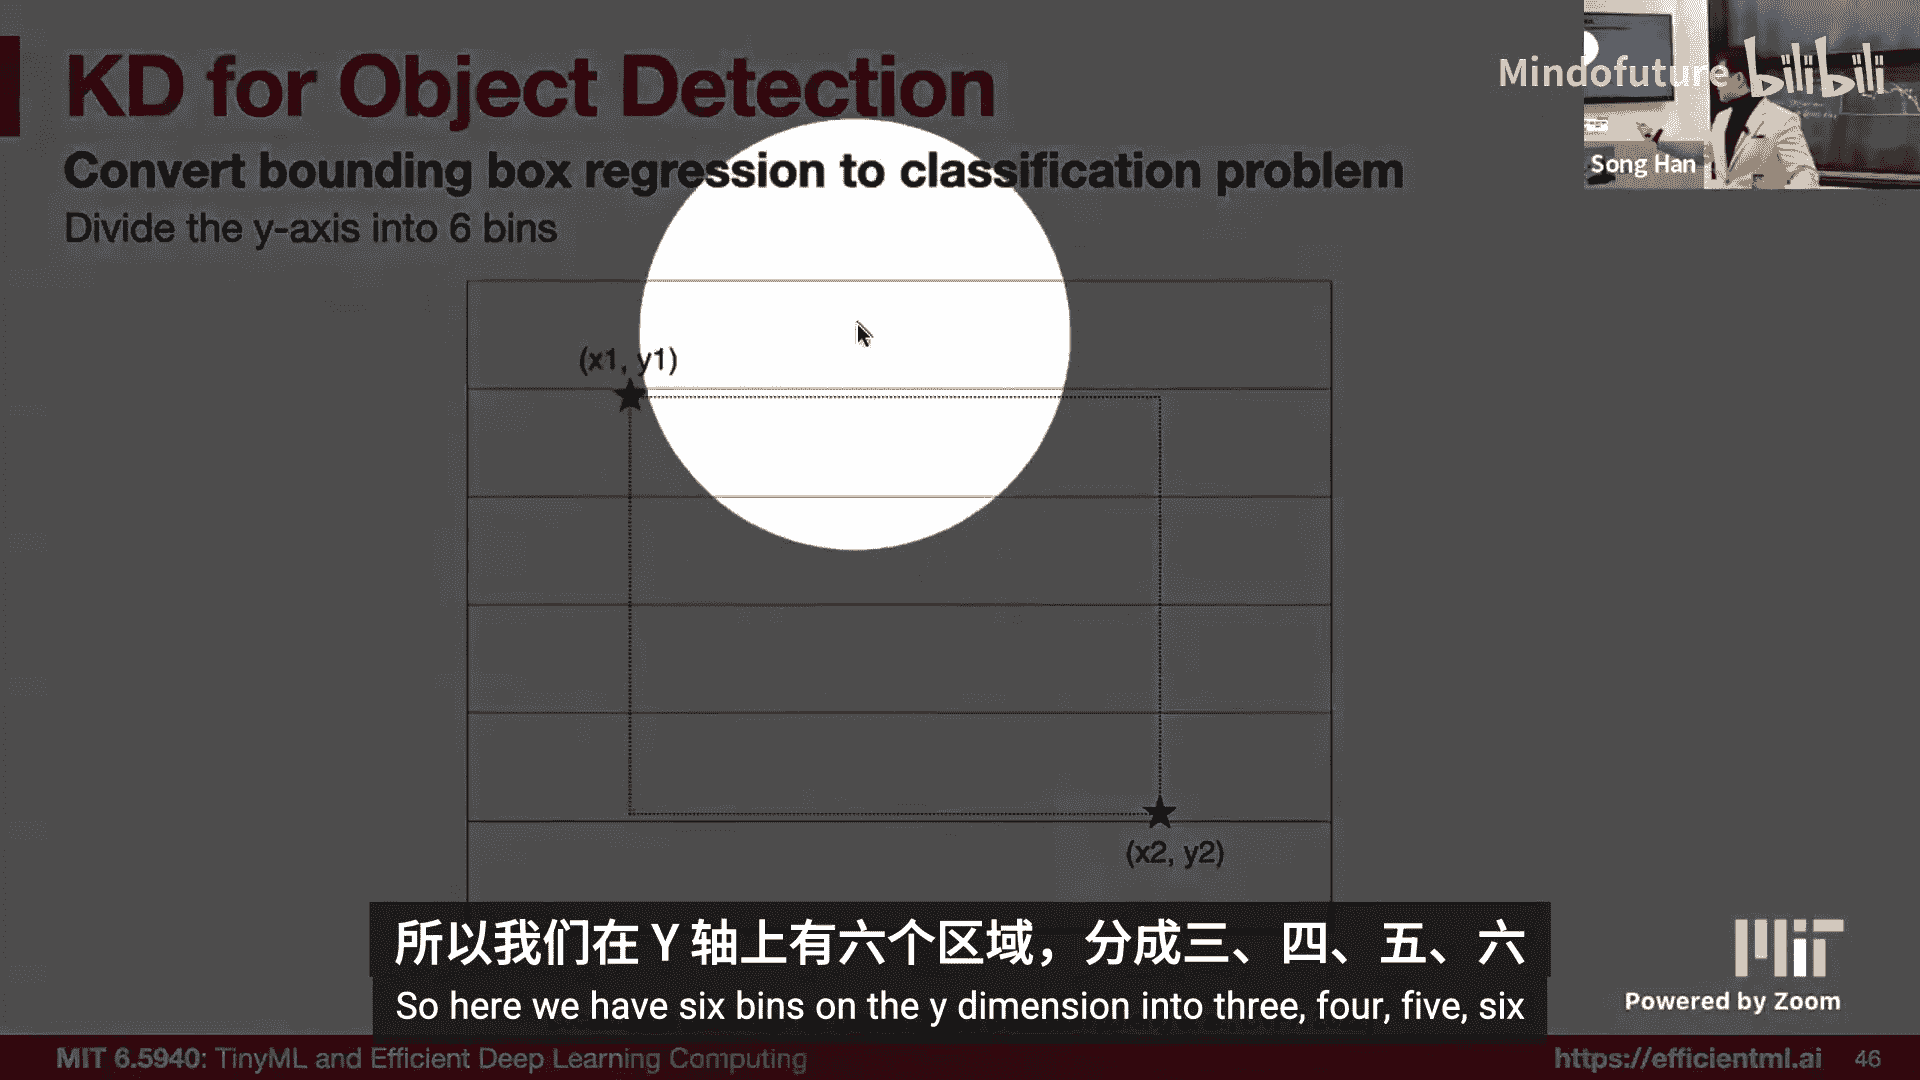 KD for Object Detection
Mindofuture bilibili
Convert bounding box regression to classification problem
Song Han
Divide the y-axis into 6 bins
(x1, y1)
(x2, y2)
所以我们在 Y 轴上有六个区域，分成三、四、五、六
So here we have six bins on the y dimension into three, four, five, six
MIT
Powered by Zoom
MIT 6.5940: TinyML and Efficient Deep Learning Computing
https://efficientml.ai
46